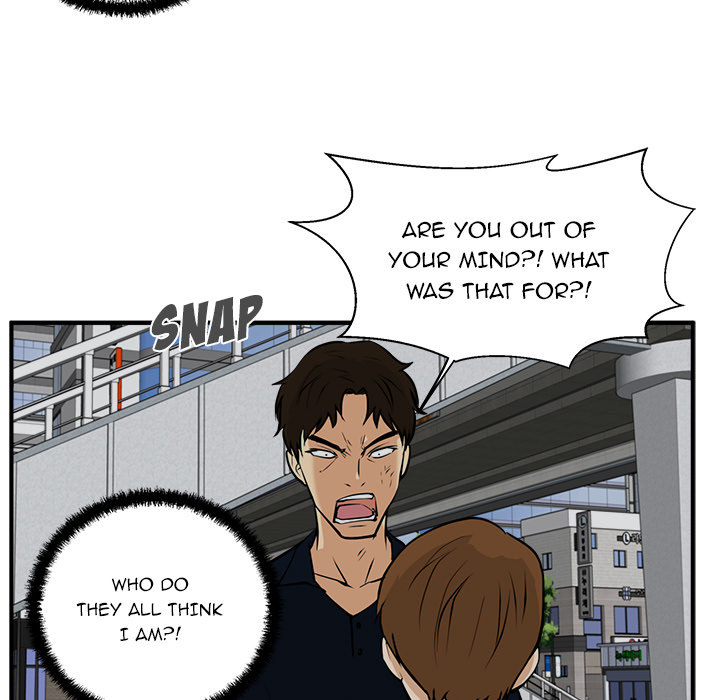 ARE YOU OUT OF
YOUR MIND?! WHAT
WAS THAT FOR?!
SNAP
WHO DO
THEY ALL THINK
I AM?!